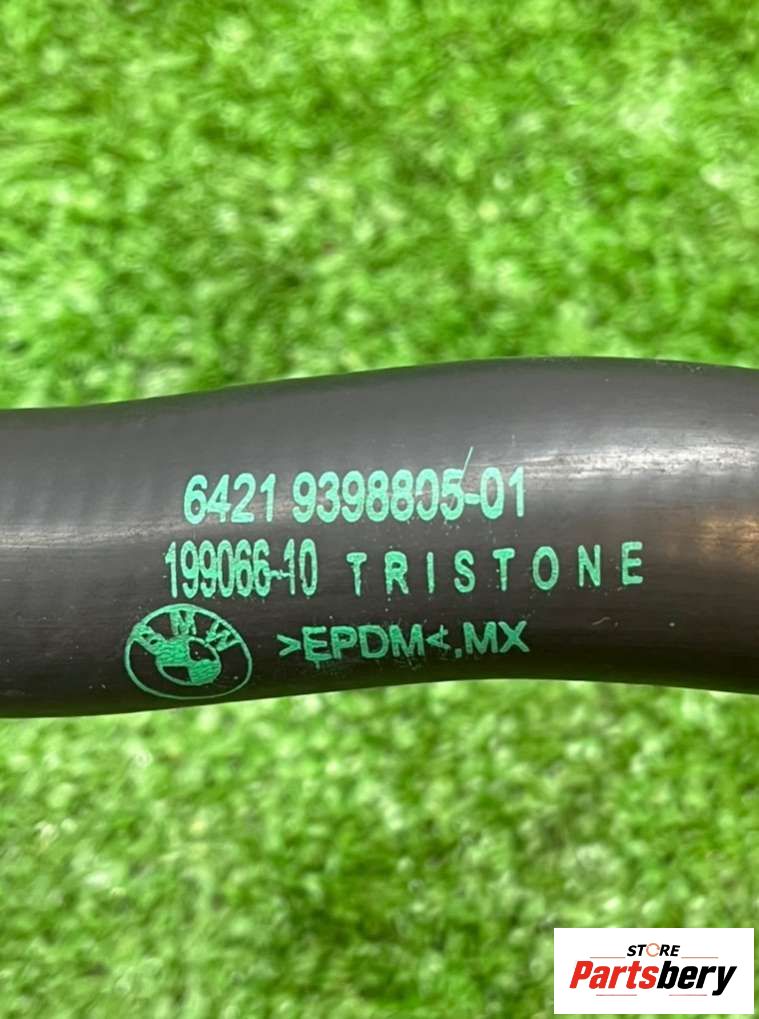 6421 9398805-01
199066-10 TRISTONE
BMW
>EPDM<,MX
STORE
Partsbery